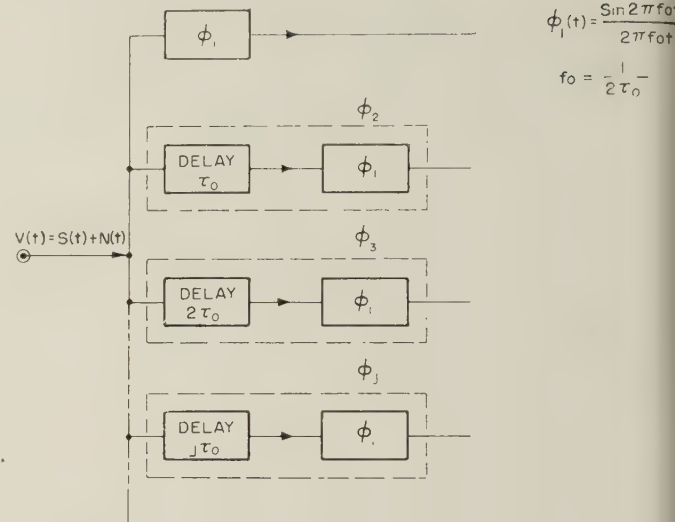 ϕ₁
ϕ₁(t) = Sin 2πfot / 2πfot
fo = 1 / 2τ₀
ϕ₂
DELAY
τ₀
ϕ₁
V(t)=S(t)+N(t)
ϕ₃
DELAY
2τ₀
ϕ₁
ϕⱼ
DELAY
Jτ₀
ϕ